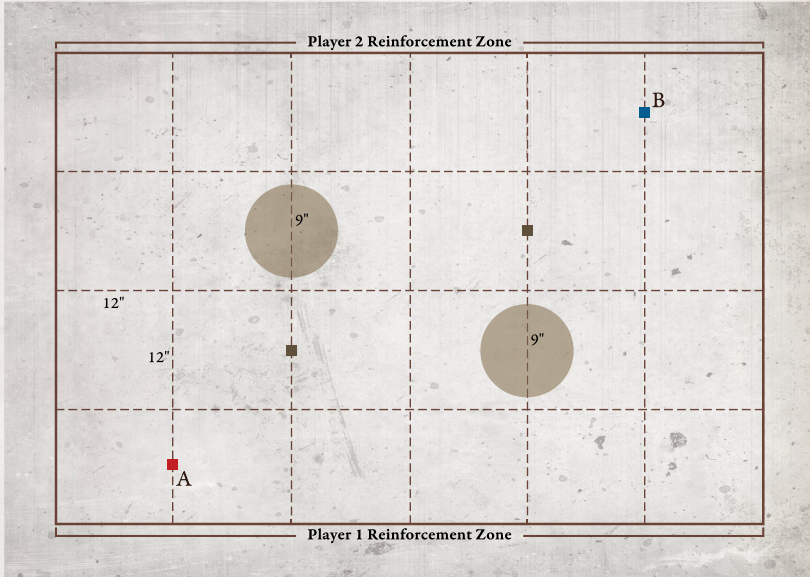 Player 2 Reinforcement Zone
B
9"
12"
9"
12"
A
Player 1 Reinforcement Zone